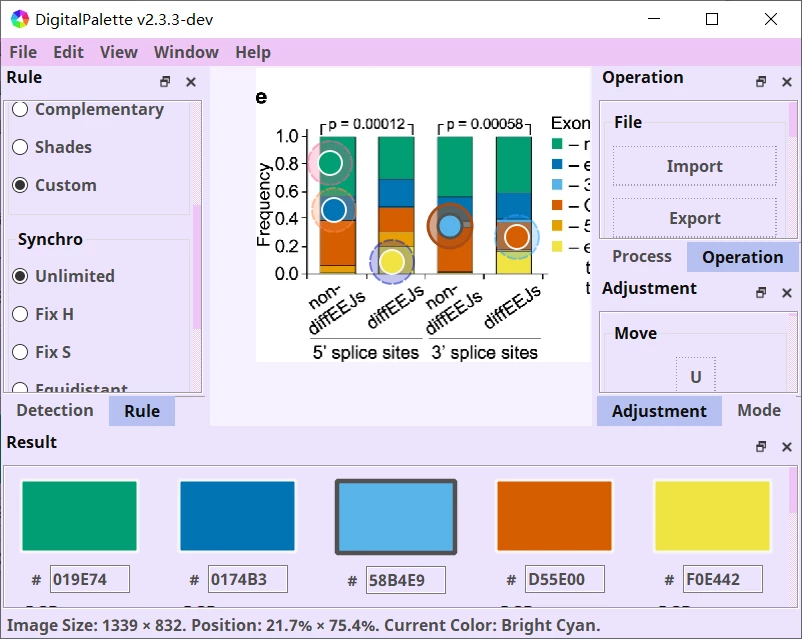 DigitalPalette v2.3.3-dev
File Edit View Window Help
Rule
Complementary
Shades
Custom
Synchro
Unlimited
Fix H
Fix S
Equidistant
Detection Rule
e
p = 0.00012 p = 0.00058
Frequency
1.0
0.8
0.6
0.4
0.2
0.0
non-
diffEEJs
diffEEJs
non-
diffEEJs
diffEEJs
5' splice sites 3' splice sites
Exon
– r
– e
– 3
– 5
– e
t
t
Operation
File
Import
Export
Process Operation
Adjustment
Move
U
Adjustment Mode
Result
# 019E74 # 0174B3 # 58B4E9 # D55E00 # F0E442
Image Size: 1339 × 832. Position: 21.7% × 75.4%. Current Color: Bright Cyan.